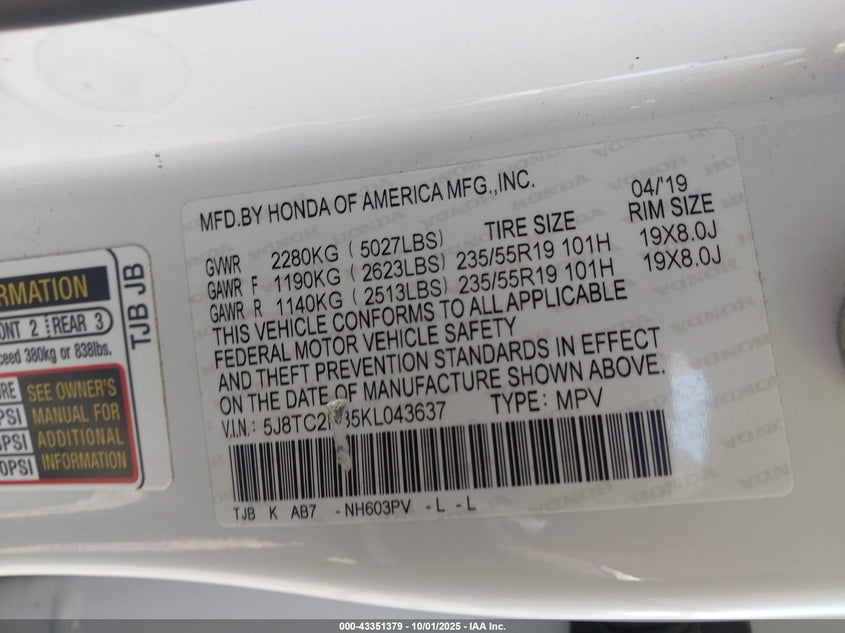 MFD.BY HONDA OF AMERICA MFG.,INC. 04/'19
TIRE SIZE RIM SIZE
GVWR 2280KG ( 5027LBS)
GAWR F 1190KG ( 2623LBS) 235/55R19 101H 19X8.0J
GAWR R 1140KG ( 2513LBS) 235/55R19 101H 19X8.0J
THIS VEHICLE CONFORMS TO ALL APPLICABLE
FEDERAL MOTOR VEHICLE SAFETY
AND THEFT PREVENTION STANDARDS IN EFFECT
ON THE DATE OF MANUFACTURE SHOWN ABOVE.
V.I.N.: TYPE: MPV
TJB K AB7 -NH603PV -L -L
TJB JB
REAR 3
380kg or 838lbs.
SEE OWNER'S
MANUAL FOR
ADDITIONAL
INFORMATION
HONDA
000-43351379 - 10/01/2025 - IAA Inc.